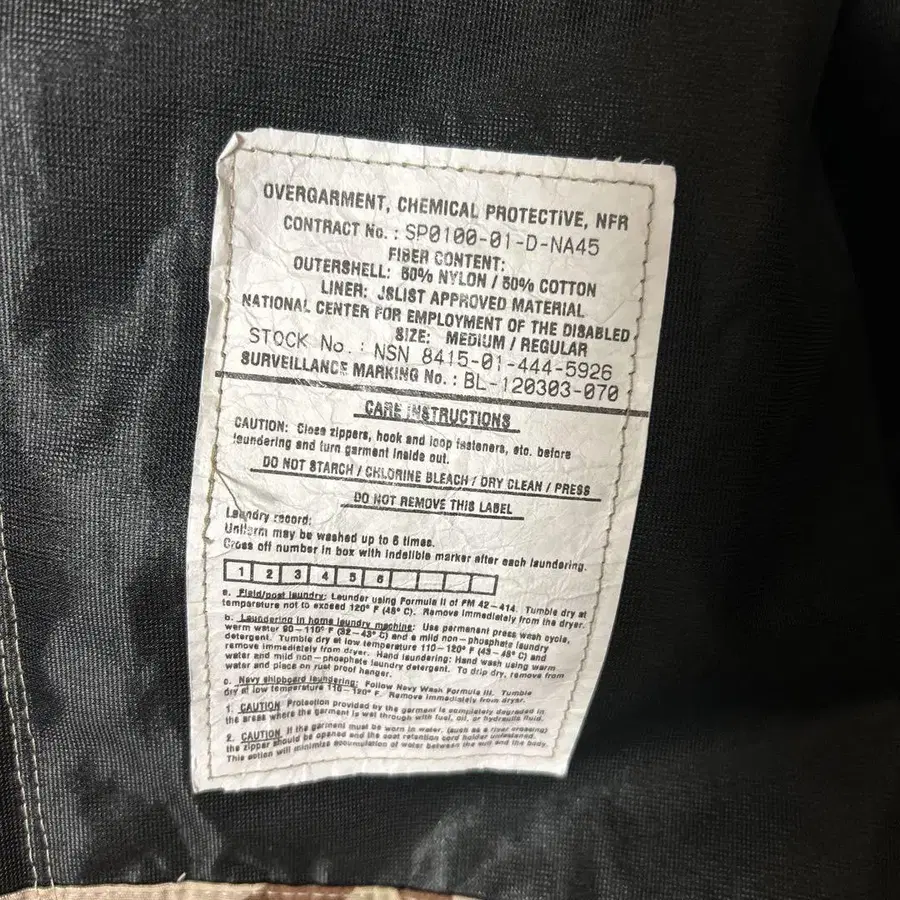 OVERGARMENT, CHEMICAL PROTECTIVE, NFR
CONTRACT No. : SP0100-01-D-NA45
FIBER CONTENT:
OUTERSHELL: 50% NYLON / 50% COTTON
LINER: JSLIST APPROVED MATERIAL
NATIONAL CENTER FOR EMPLOYMENT OF THE DISABLED
SIZE: MEDIUM / REGULAR
STOCK No. : NSN 8415-01-444-5926
SURVEILLANCE MARKING No. : BL-120303-070
CARE INSTRUCTIONS
CAUTION: Close zippers, hook and loop fasteners, etc. before
laundering and turn garment inside out.
DO NOT STARCH / CHLORINE BLEACH / DRY CLEAN / PRESS
DO NOT REMOVE THIS LABEL
Laundry record:
Uniform may be washed up to 6 times.
Cross off number in box with indelible marker after each laundering.
1 2 3 4 5 6
a. Field/post laundry: Launder using Formula II of FM 42-414. Tumble dry at
temperature not to exceed 120° F (48° C). Remove immediately from the dryer.
b. Laundering in home laundry machine: Use permanent press wash cycle,
warm water 90-110° F (32-43° C) and a mild non-phosphate laundry
detergent. Tumble dry at low temperature 110-120° F (43-48° C) and
remove immediately from dryer. Hand laundering: Hand wash using warm
water and mild non-phosphate laundry detergent. To drip dry, remove from
water and place on rust proof hanger.
c. Navy shipboard laundering: Follow Navy Wash Formula III. Tumble
dry at low temperature 110-120° F. Remove immediately from dryer.
1. CAUTION Protection provided by the garment is completely degraded in
the areas where the garment is wet through with fuel, oil, or hydraulic fluid.
2. CAUTION If the garment must be worn in water, (such as a river crossing)
the zipper should be opened and the coat retention cord holder unfastened.
This action will minimize accumulation of water between the suit and the body.